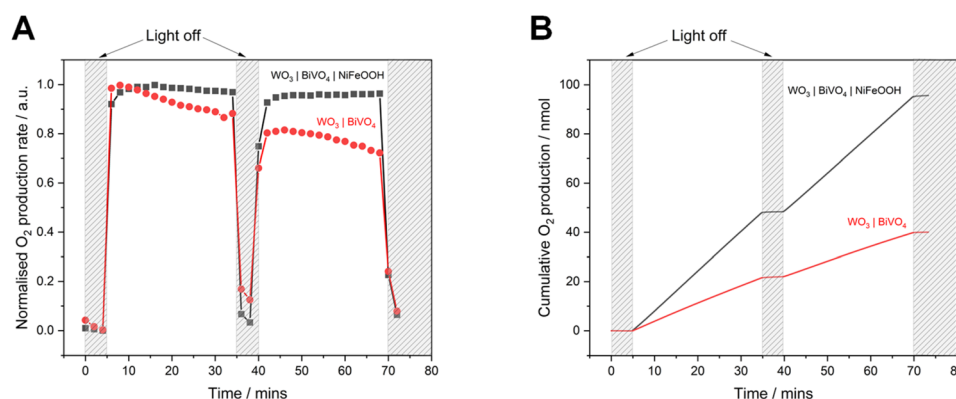 A
Light off
WO₃ | BiVO₄ | NiFeOOH
WO₃ | BiVO₄
Normalised O₂ production rate / a.u.
1.0
0.8
0.6
0.4
0.2
0.0
0 10 20 30 40 50 60 70 80
Time / mins
B
Light off
WO₃ | BiVO₄ | NiFeOOH
WO₃ | BiVO₄
Cumulative O₂ production / nmol
100
80
60
40
20
0
0 10 20 30 40 50 60 70 80
Time / mins